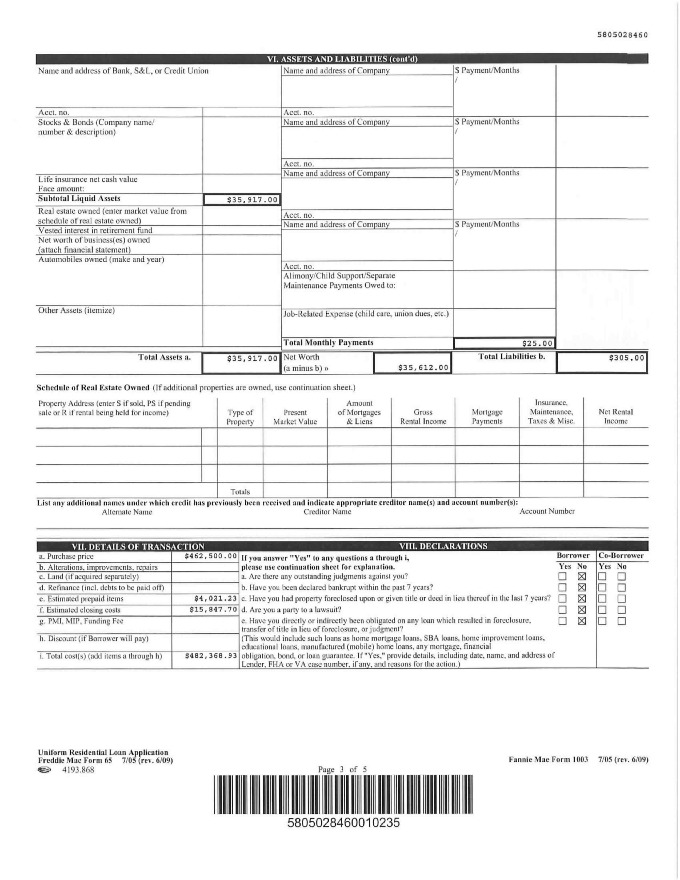 5805028460
VI. ASSETS AND LIABILITIES (cont'd)
Name and address of Bank, S&L, or Credit Union
Name and address of Company
$ Payment/Months
/
Acct. no.
Acct. no.
Stocks & Bonds (Company name/
number & description)
Name and address of Company
$ Payment/Months
/
Acct. no.
Name and address of Company
$ Payment/Months
/
Life insurance net cash value
Face amount:
Subtotal Liquid Assets
$35,917.00
Real estate owned (enter market value from
schedule of real estate owned)
Acct. no.
Name and address of Company
$ Payment/Months
/
Vested interest in retirement fund
Net worth of business(es) owned
(attach financial statement)
Automobiles owned (make and year)
Acct. no.
Alimony/Child Support/Separate
Maintenance Payments Owed to:
Other Assets (itemize)
Job-Related Expense (child care, union dues, etc.)
Total Monthly Payments
$25.00
Total Assets a.
$35,917.00
Net Worth
(a minus b) »
$35,612.00
Total Liabilities b.
$305.00
Schedule of Real Estate Owned (If additional properties are owned, use continuation sheet.)
Property Address (enter S if sold, PS if pending
sale or R if rental being held for income)
Type of
Property
Present
Market Value
Amount
of Mortgages
& Liens
Gross
Rental Income
Mortgage
Payments
Insurance,
Maintenance,
Taxes & Misc.
Net Rental
Income
Totals
List any additional names under which credit has previously been received and indicate appropriate creditor name(s) and account number(s):
Alternate Name
Creditor Name
Account Number
VII. DETAILS OF TRANSACTION
VIII. DECLARATIONS
a. Purchase price
$462,500.00
b. Alterations, improvements, repairs
c. Land (if acquired separately)
d. Refinance (incl. debts to be paid off)
e. Estimated prepaid items
$4,021.23
f. Estimated closing costs
$15,847.70
g. PMI, MIP, Funding Fee
h. Discount (if Borrower will pay)
i. Total cost(s) (add items a through h)
$482,368.93
If you answer "Yes" to any questions a through i,
please use continuation sheet for explanation.
Borrower
Co-Borrower
Yes No
Yes No
a. Are there any outstanding judgments against you?
b. Have you been declared bankrupt within the past 7 years?
c. Have you had property foreclosed upon or given title or deed in lieu thereof in the last 7 years?
d. Are you a party to a lawsuit?
e. Have you directly or indirectly been obligated on any loan which resulted in foreclosure,
transfer of title in lieu of foreclosure, or judgment?
(This would include such loans as home mortgage loans, SBA loans, home improvement loans,
educational loans, manufactured (mobile) home loans, any mortgage, financial
obligation, bond, or loan guarantee. If "Yes," provide details, including date, name, and address of
Lender, FHA or VA case number, if any, and reasons for the action.)
Uniform Residential Loan Application
Freddie Mac Form 65 7/05 (rev. 6/09)
4193.868
Page 3 of 5
Fannie Mae Form 1003 7/05 (rev. 6/09)
5805028460010235